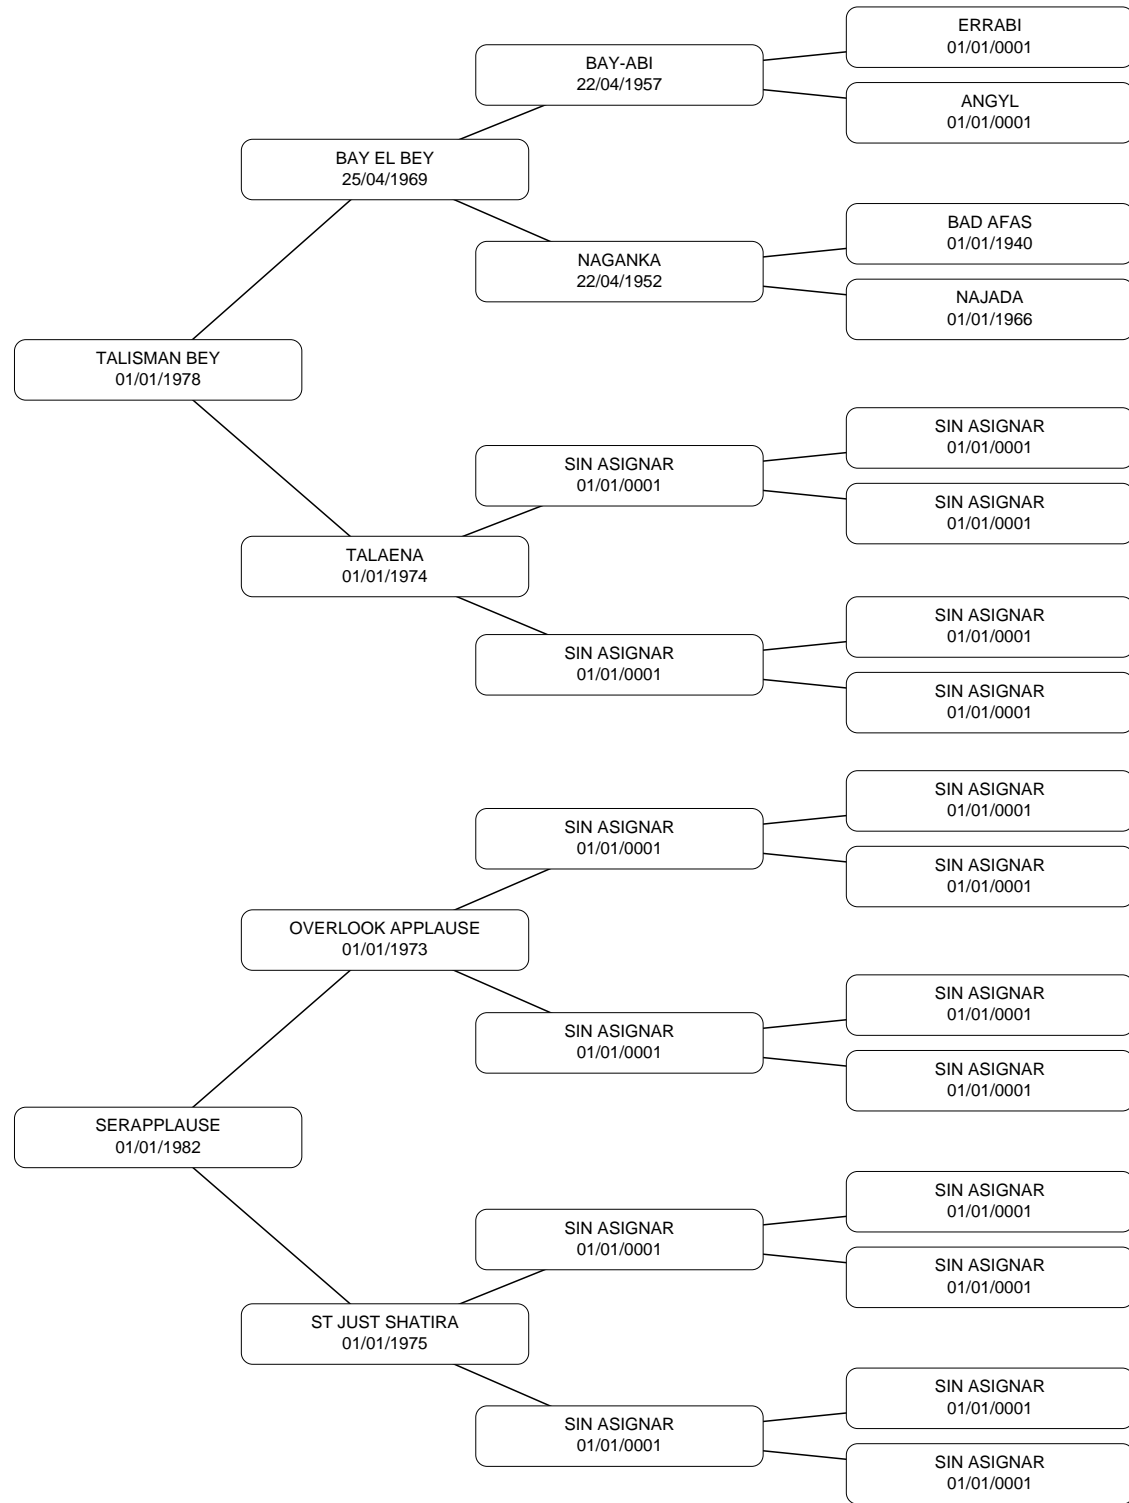 ERRABI
01/01/0001
BAY-ABI
22/04/1957
ANGYL
01/01/0001
BAY EL BEY
25/04/1969
BAD AFAS
01/01/1940
NAGANKA
22/04/1952
NAJADA
01/01/1966
TALISMAN BEY
01/01/1978
SIN ASIGNAR
01/01/0001
SIN ASIGNAR
01/01/0001
SIN ASIGNAR
01/01/0001
TALAENA
01/01/1974
SIN ASIGNAR
01/01/0001
SIN ASIGNAR
01/01/0001
SIN ASIGNAR
01/01/0001
SIN ASIGNAR
01/01/0001
SIN ASIGNAR
01/01/0001
SIN ASIGNAR
01/01/0001
OVERLOOK APPLAUSE
01/01/1973
SIN ASIGNAR
01/01/0001
SIN ASIGNAR
01/01/0001
SIN ASIGNAR
01/01/0001
SERAPPLAUSE
01/01/1982
SIN ASIGNAR
01/01/0001
SIN ASIGNAR
01/01/0001
SIN ASIGNAR
01/01/0001
ST JUST SHATIRA
01/01/1975
SIN ASIGNAR
01/01/0001
SIN ASIGNAR
01/01/0001
SIN ASIGNAR
01/01/0001